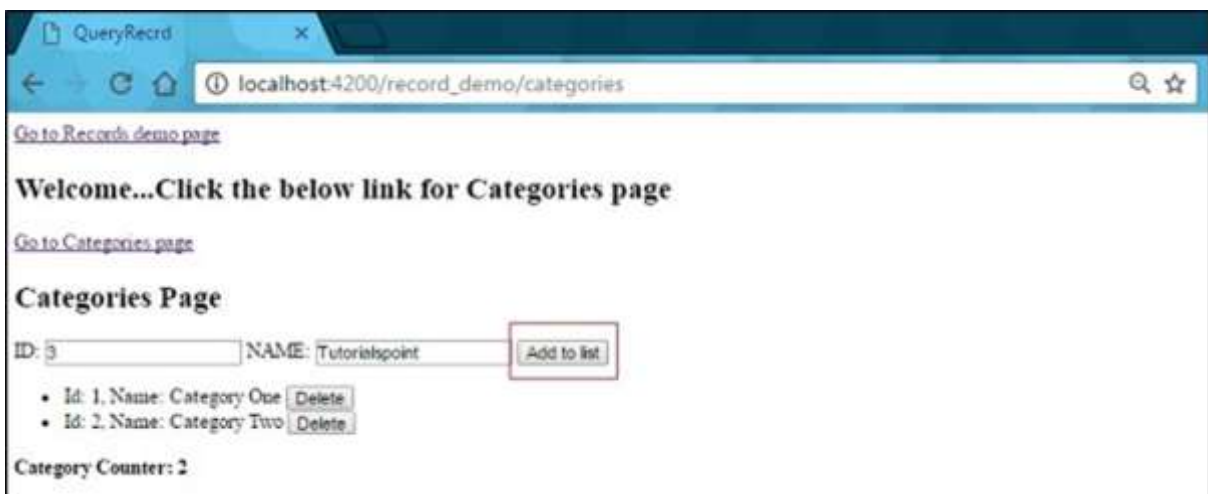 QueryRecrd
localhost:4200/record_demo/categories
Go to Records demo page
Welcome...Click the below link for Categories page
Go to Categories page
Categories Page
ID: 3 NAME: Tutorialspoint Add to list
Id: 1, Name: Category One Delete
Id: 2, Name: Category Two Delete
Category Counter: 2